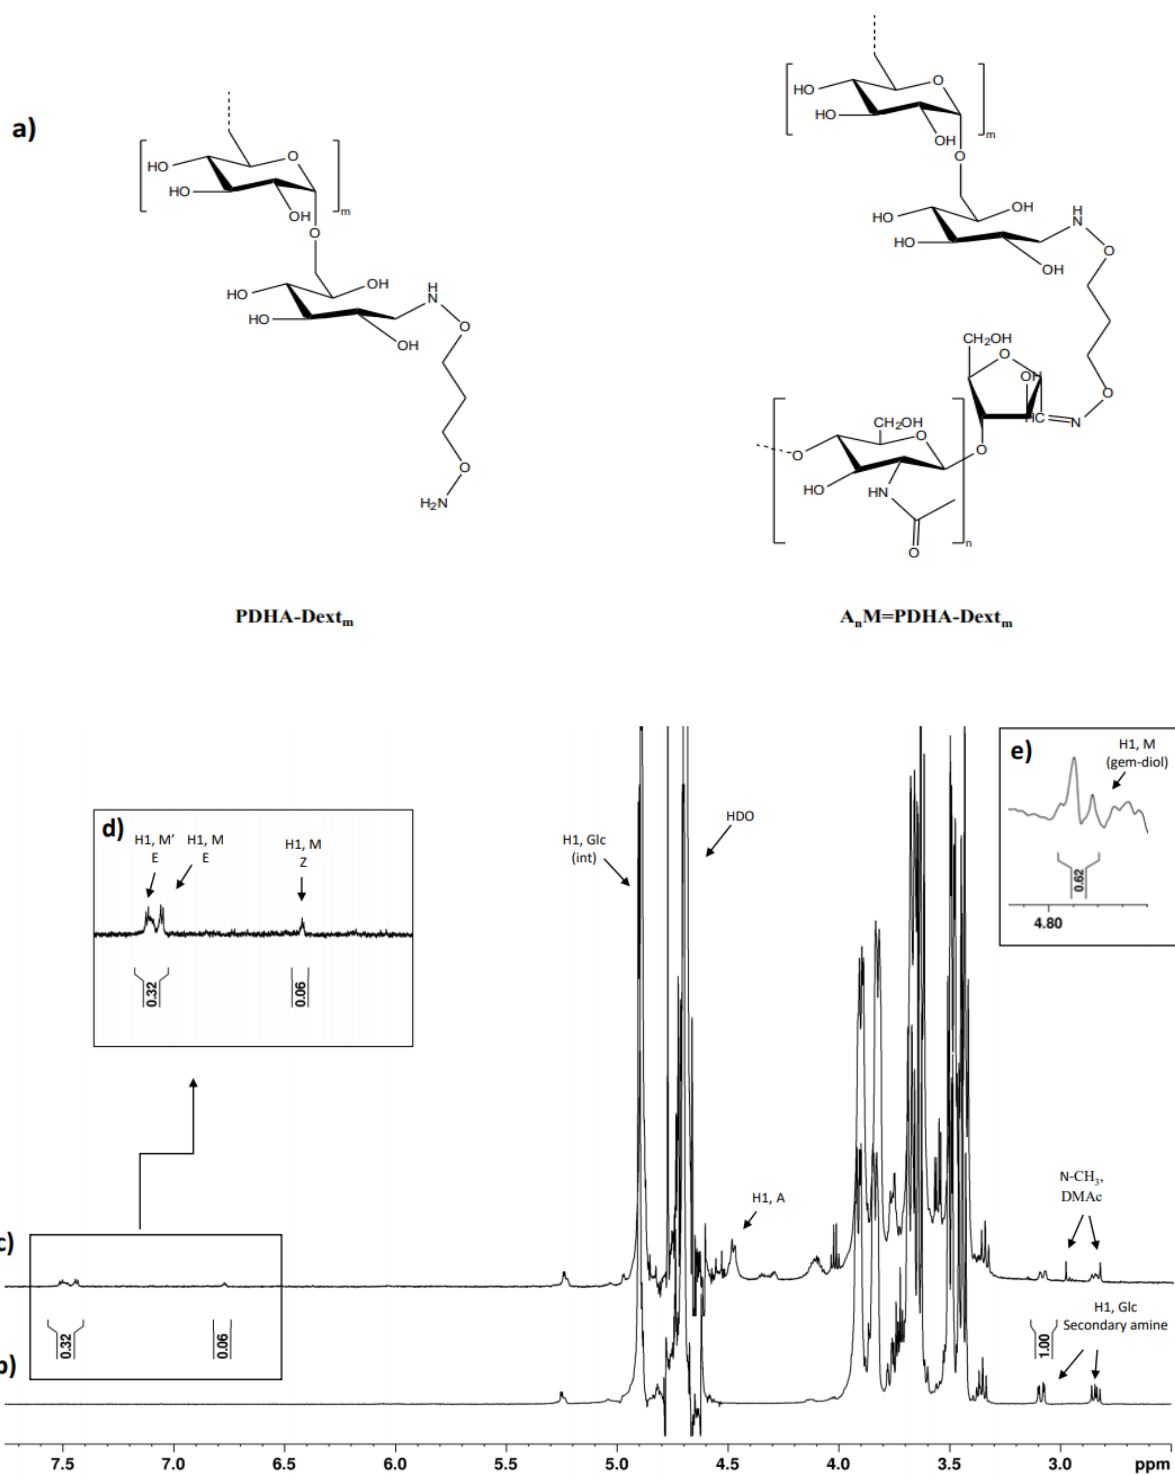 a)
HO
O
HO
OH
m
O
HO
OH
HO
OH
H
N
O
O
H₂N
PDHA-Dextₘ
HO
O
HO
OH
m
O
HO
OH
HO
OH
H
N
O
CH₂OH
O
OH
HC
N
O
CH₂OH
O
O
O
HO
HN
O
n
AₙM=PDHA-Dextₘ
d)
H1, M'
E
H1, M
E
H1, M
Z
0.32
0.06
H1, Glc
(int)
HDO
e)
H1, M
(gem-diol)
0.62
4.80
H1, A
N-CH₃,
DMAc
c)
0.32
0.06
1.00
H1, Glc
Secondary amine
b)
7.5
7.0
6.5
6.0
5.5
5.0
4.5
4.0
3.5
3.0
ppm